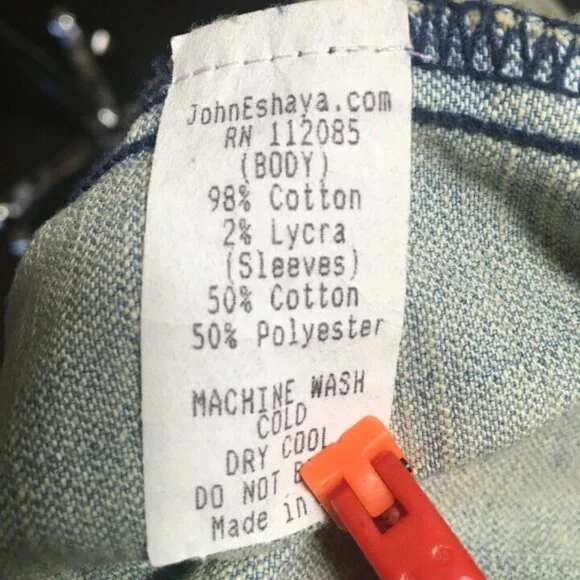 JohnEshaya.com
RN 112085
(BODY)
98% Cotton
2% Lycra
(Sleeves)
50% Cotton
50% Polyester
MACHINE WASH
COLD
DRY COOL
DO NOT
Made in